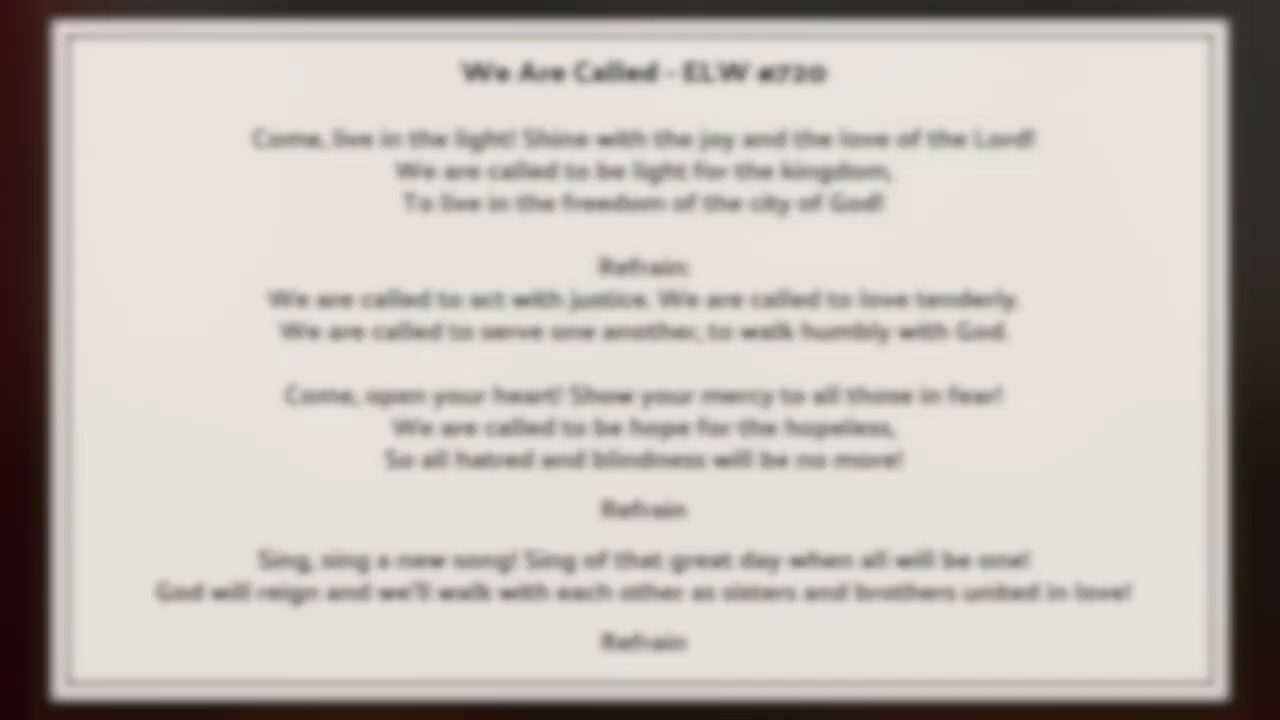 We Are Called - ELW #720
Come, live in the light! Shine with the joy and the love of the Lord!
We are called to be light for the kingdom,
To live in the freedom of the city of God!
Refrain:
We are called to act with justice. We are called to love tenderly.
We are called to serve one another, to walk humbly with God.
Come, open your heart! Show your mercy to all those in fear!
We are called to be hope for the hopeless,
So all hatred and blindness will be no more!
Refrain
Sing, sing a new song! Sing of that great day when all will be one!
God will reign and we'll walk with each other as sisters and brothers united in love!
Refrain